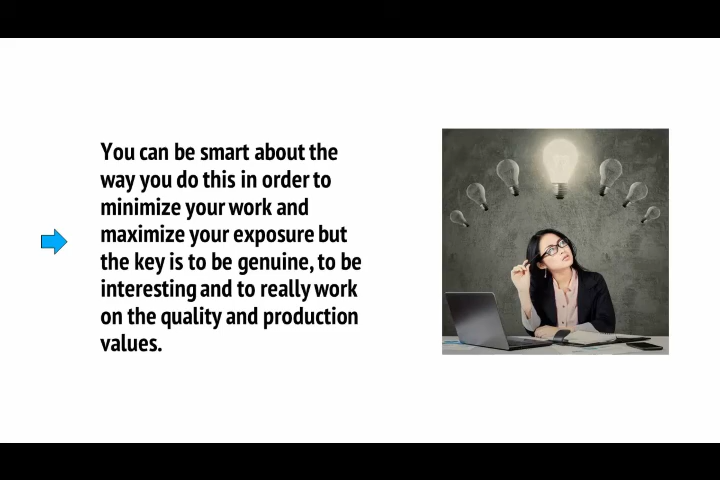 You can be smart about the
way you do this in order to
minimize your work and
maximize your exposure but
the key is to be genuine, to be
interesting and to really work
on the quality and production
values.